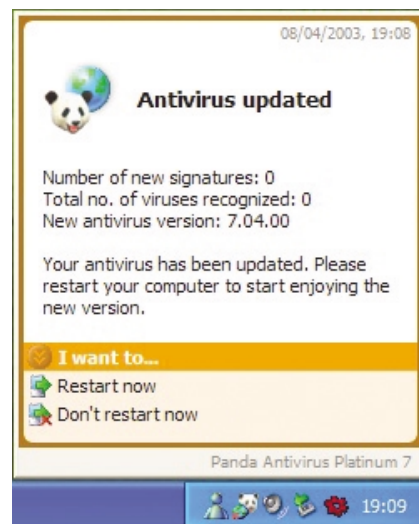 08/04/2003, 19:08
Antivirus updated
Number of new signatures: 0
Total no. of viruses recognized: 0
New antivirus version: 7.04.00
Your antivirus has been updated. Please
restart your computer to start enjoying the
new version.
I want to...
Restart now
Don't restart now
Panda Antivirus Platinum 7
19:09